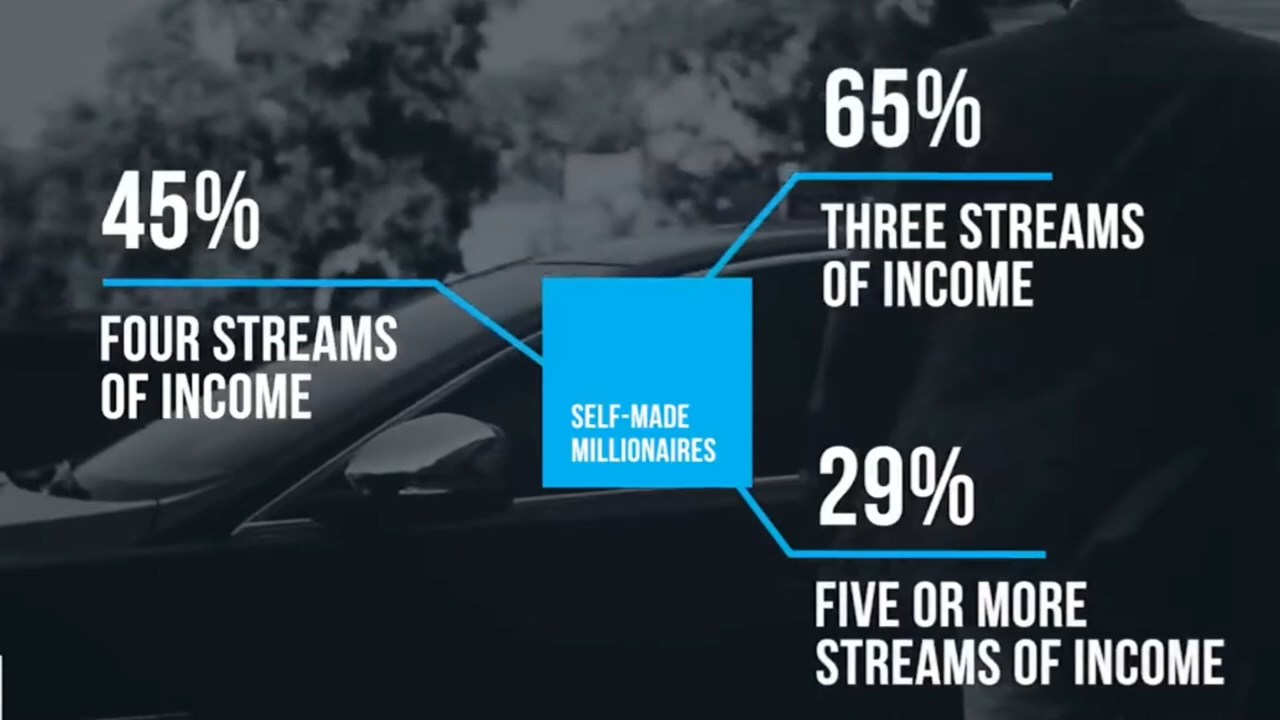 45%
FOUR STREAMS
OF INCOME
SELF-MADE
MILLIONAIRES
65%
THREE STREAMS
OF INCOME
29%
FIVE OR MORE
STREAMS OF INCOME